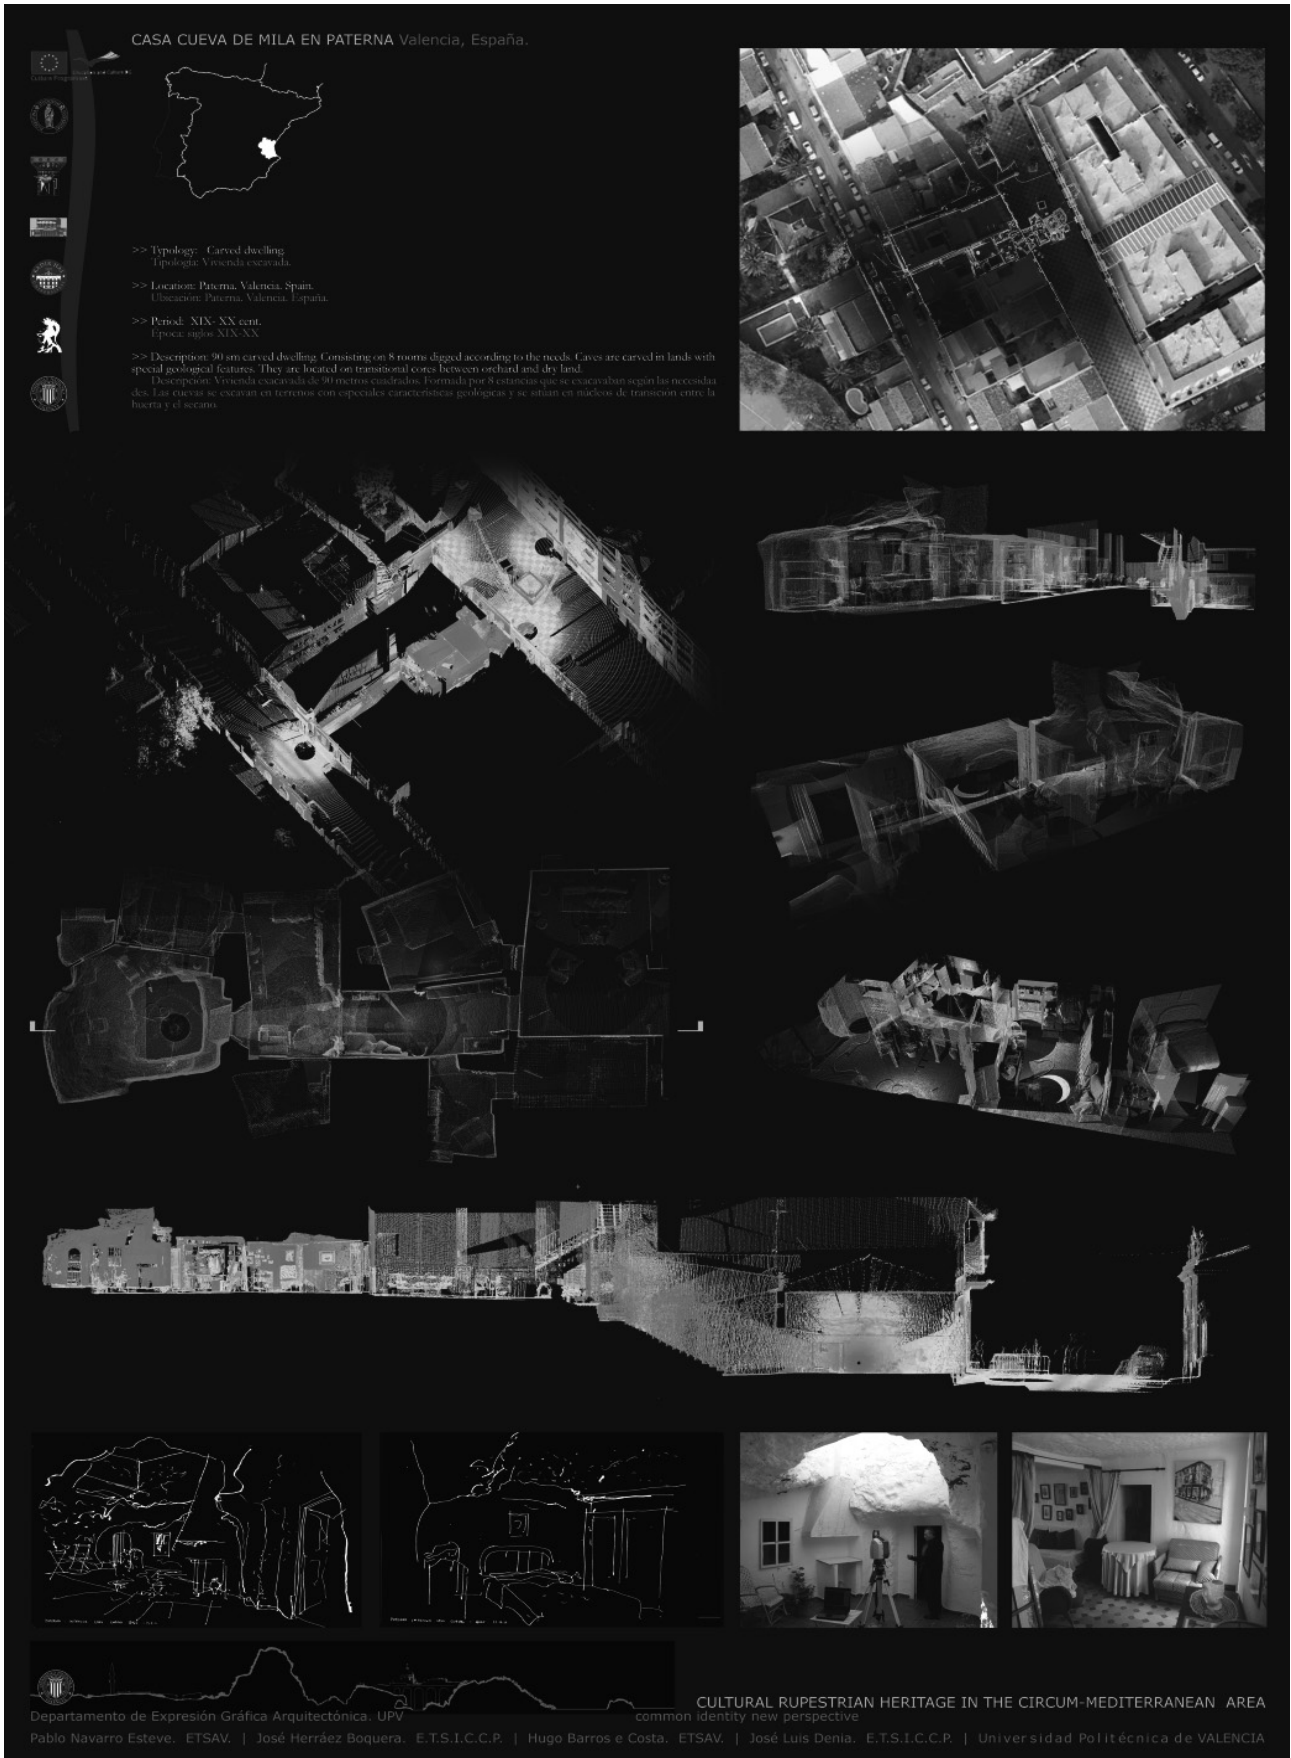 CASA CUEVA DE MILA EN PATERNA Valencia, España.
>> Typology: Carved dwelling.
Tipología: Vivienda excavada.
>> Location: Paterna. Valencia. Spain.
Ubicación: Paterna. Valencia. España.
>> Period: XIX- XX cent.
Época: siglos XIX-XX
>> Description: 90 sm carved dwelling. Consisting on 8 rooms digged according to the needs. Caves are carved in lands with
special geological features. They are located on transitional cores between orchard and dry land.
Descripción: Vivienda exacavada de 90 metros cuadrados. Formada por 8 estancias que se exacavaban según las necesida
des. Las cuevas se excavan en terrenos con especiales características geológicas y se sitúan en núcleos de transición entre la
huerta y el secano.
CULTURAL RUPESTRIAN HERITAGE IN THE CIRCUM-MEDITERRANEAN AREA
Departamento de Expresión Gráfica Arquitectónica. UPV
common identity new perspective
Pablo Navarro Esteve. ETSAV. | José Herráez Boquera. E.T.S.I.C.C.P. | Hugo Barros e Costa. ETSAV. | José Luis Denia. E.T.S.I.C.C.P. | Universidad Politécnica de VALENCIA